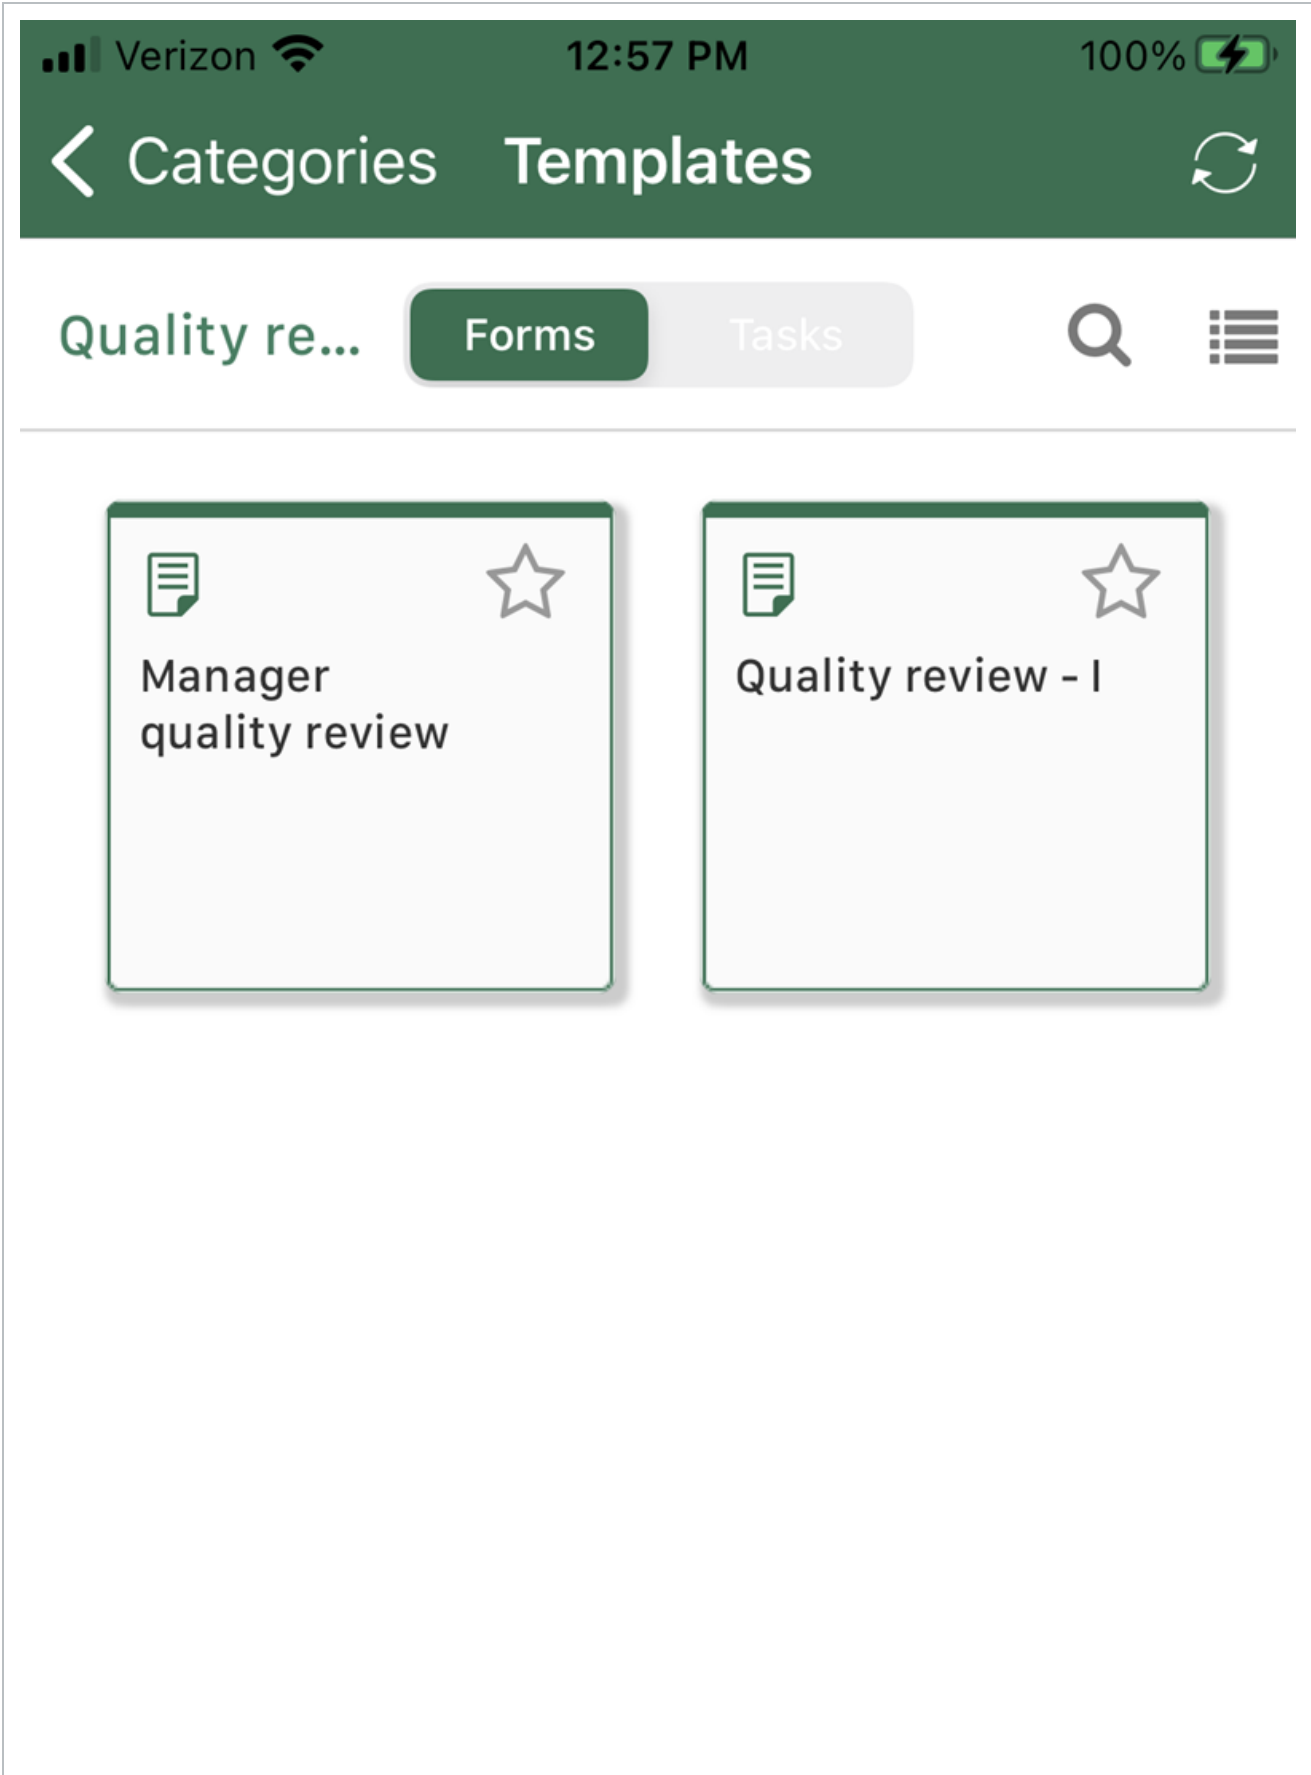 Verizon 12:57 PM 100%
Categories Templates
Quality re... Forms Tasks
Manager
quality review
Quality review - I